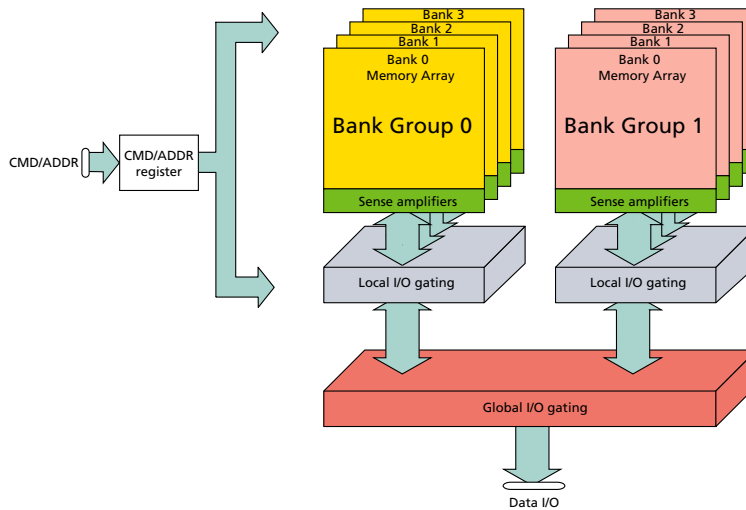 Bank 3
Bank 2
Bank 1
Bank 0
Memory Array
Bank Group 0
Sense amplifiers
Bank 3
Bank 2
Bank 1
Bank 0
Memory Array
Bank Group 1
Sense amplifiers
CMD/ADDR
CMD/ADDR
register
Local I/O gating
Local I/O gating
Global I/O gating
Data I/O